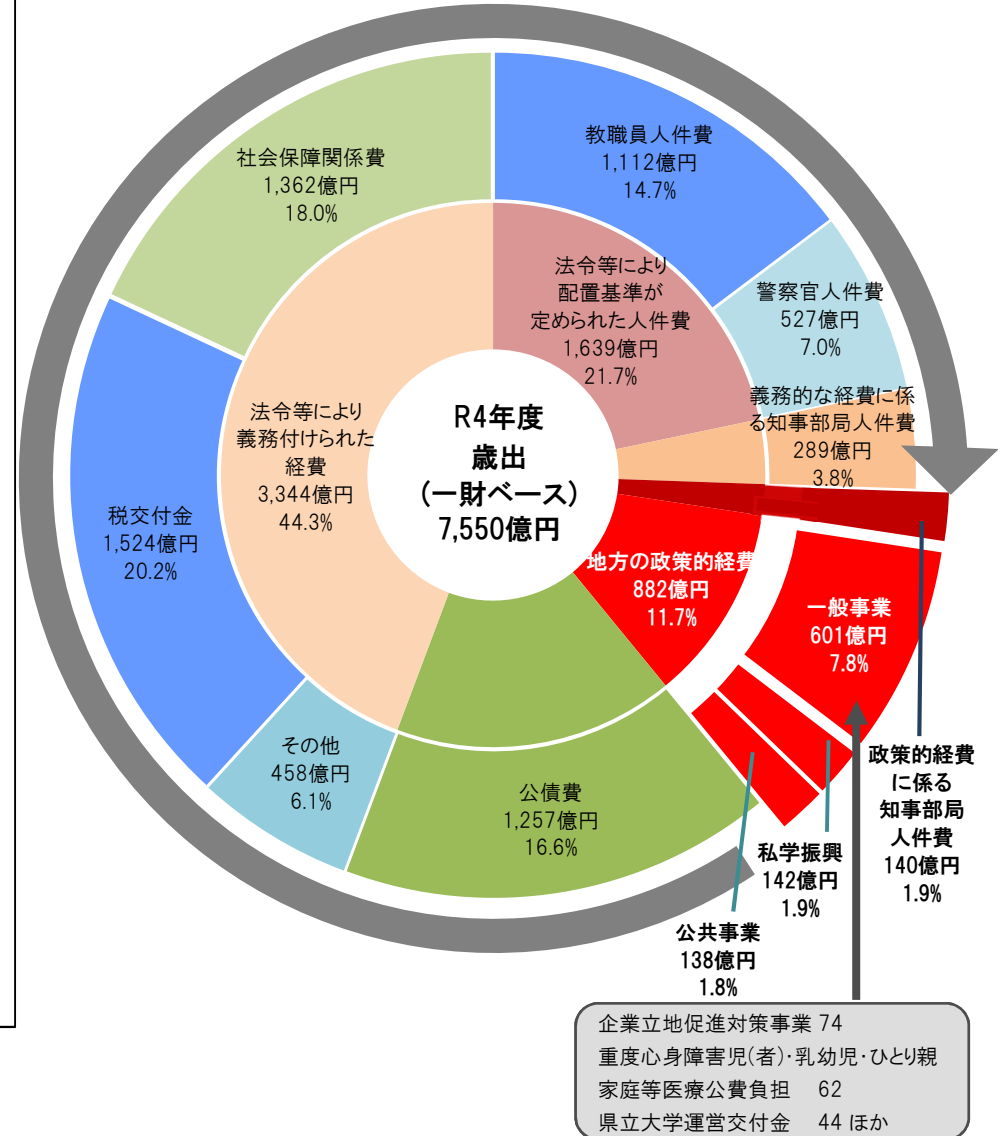 社会保障関係費
1,362億円
18.0%
教職員人件費
1,112億円
14.7%
法令等により
配置基準が
定められた人件費
1,639億円
21.7%
警察官人件費
527億円
7.0%
義務的な経費に係
る知事部局人件費
289億円
3.8%
法令等により
義務付けられた
経費
3,344億円
44.3%
R4年度
歳出
(一財ベース)
7,550億円
税交付金
1,524億円
20.2%
地方の政策的経費
882億円
11.7%
一般事業
601億円
7.8%
その他
458億円
6.1%
公債費
1,257億円
16.6%
政策的経費
に係る
知事部局
人件費
140億円
1.9%
私学振興
142億円
1.9%
公共事業
138億円
1.8%
企業立地促進対策事業 74
重度心身障害児(者)・乳幼児・ひとり親
家庭等医療公費負担 62
県立大学運営交付金 44 ほか